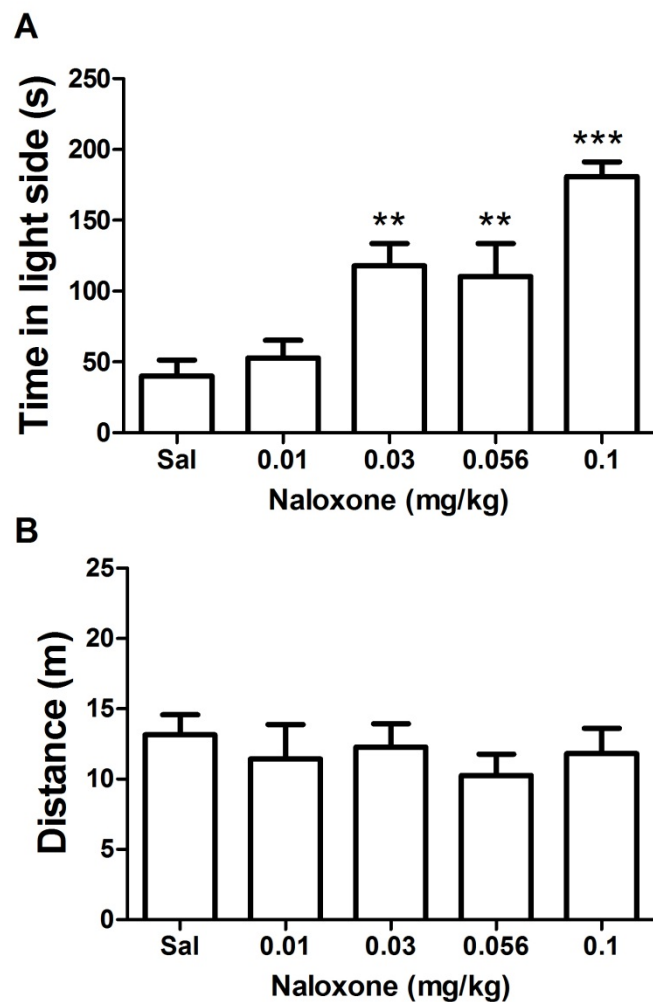 A
Time in light side (s)
250
200
150
100
50
0
**
**
***
Sal 0.01 0.03 0.056 0.1
Naloxone (mg/kg)
B
Distance (m)
25
20
15
10
5
0
Sal 0.01 0.03 0.056 0.1
Naloxone (mg/kg)